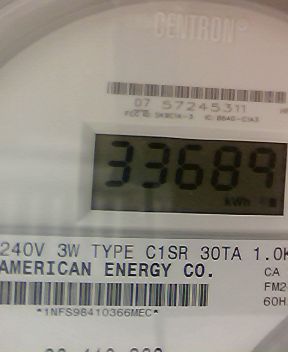 CENTRON®
07 57245311
33689
kWh
240V 3W TYPE C1SR 30TA 1.0K
AMERICAN ENERGY CO.
CA
FM2
60H
*1NFS98410366MEC*